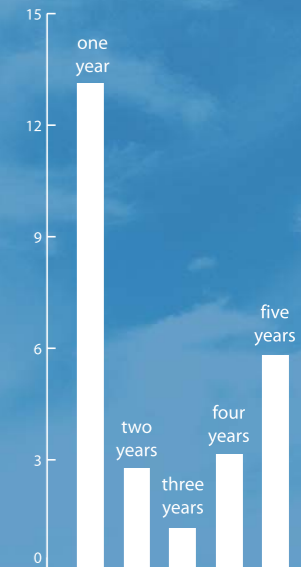 15
one
year
12
9
five
years
6
four
years
two
years
3
three
years
0